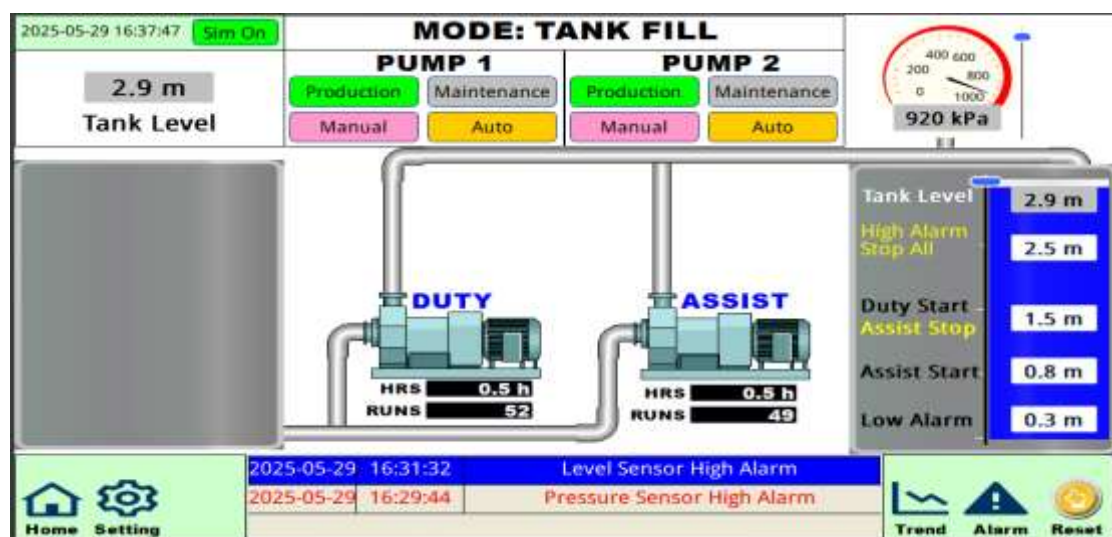 2025-05-29 16:37:47 Sim On
MODE: TANK FILL
2.9 m
Tank Level
PUMP 1
Production Maintenance
Manual Auto
PUMP 2
Production Maintenance
Manual Auto
400 600
200 800
0 1000
920 kPa
DUTY
HRS 0.5 h
RUNS 52
ASSIST
HRS 0.5 h
RUNS 49
Tank Level 2.9 m
High Alarm
Stop All 2.5 m
Duty Start
Assist Stop 1.5 m
Assist Start 0.8 m
Low Alarm 0.3 m
2025-05-29 16:31:32 Level Sensor High Alarm
2025-05-29 16:29:44 Pressure Sensor High Alarm
Home Setting
Trend Alarm Reset